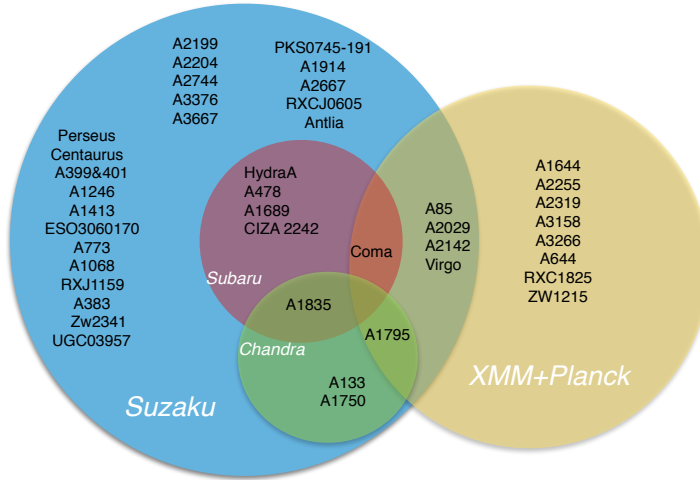 A2199
A2204
A2744
A3376
A3667
PKS0745-191
A1914
A2667
RXCJ0605
Antlia
Perseus
Centaurus
A399&401
A1246
A1413
ESO3060170
A773
A1068
RXJ1159
A383
Zw2341
UGC03957
HydraA
A478
A1689
CIZA 2242
Subaru
Coma
A85
A2029
A2142
Virgo
A1644
A2255
A2319
A3158
A3266
A644
RXC1825
ZW1215
A1835
A1795
Chandra
A133
A1750
Suzaku
XMM+Planck